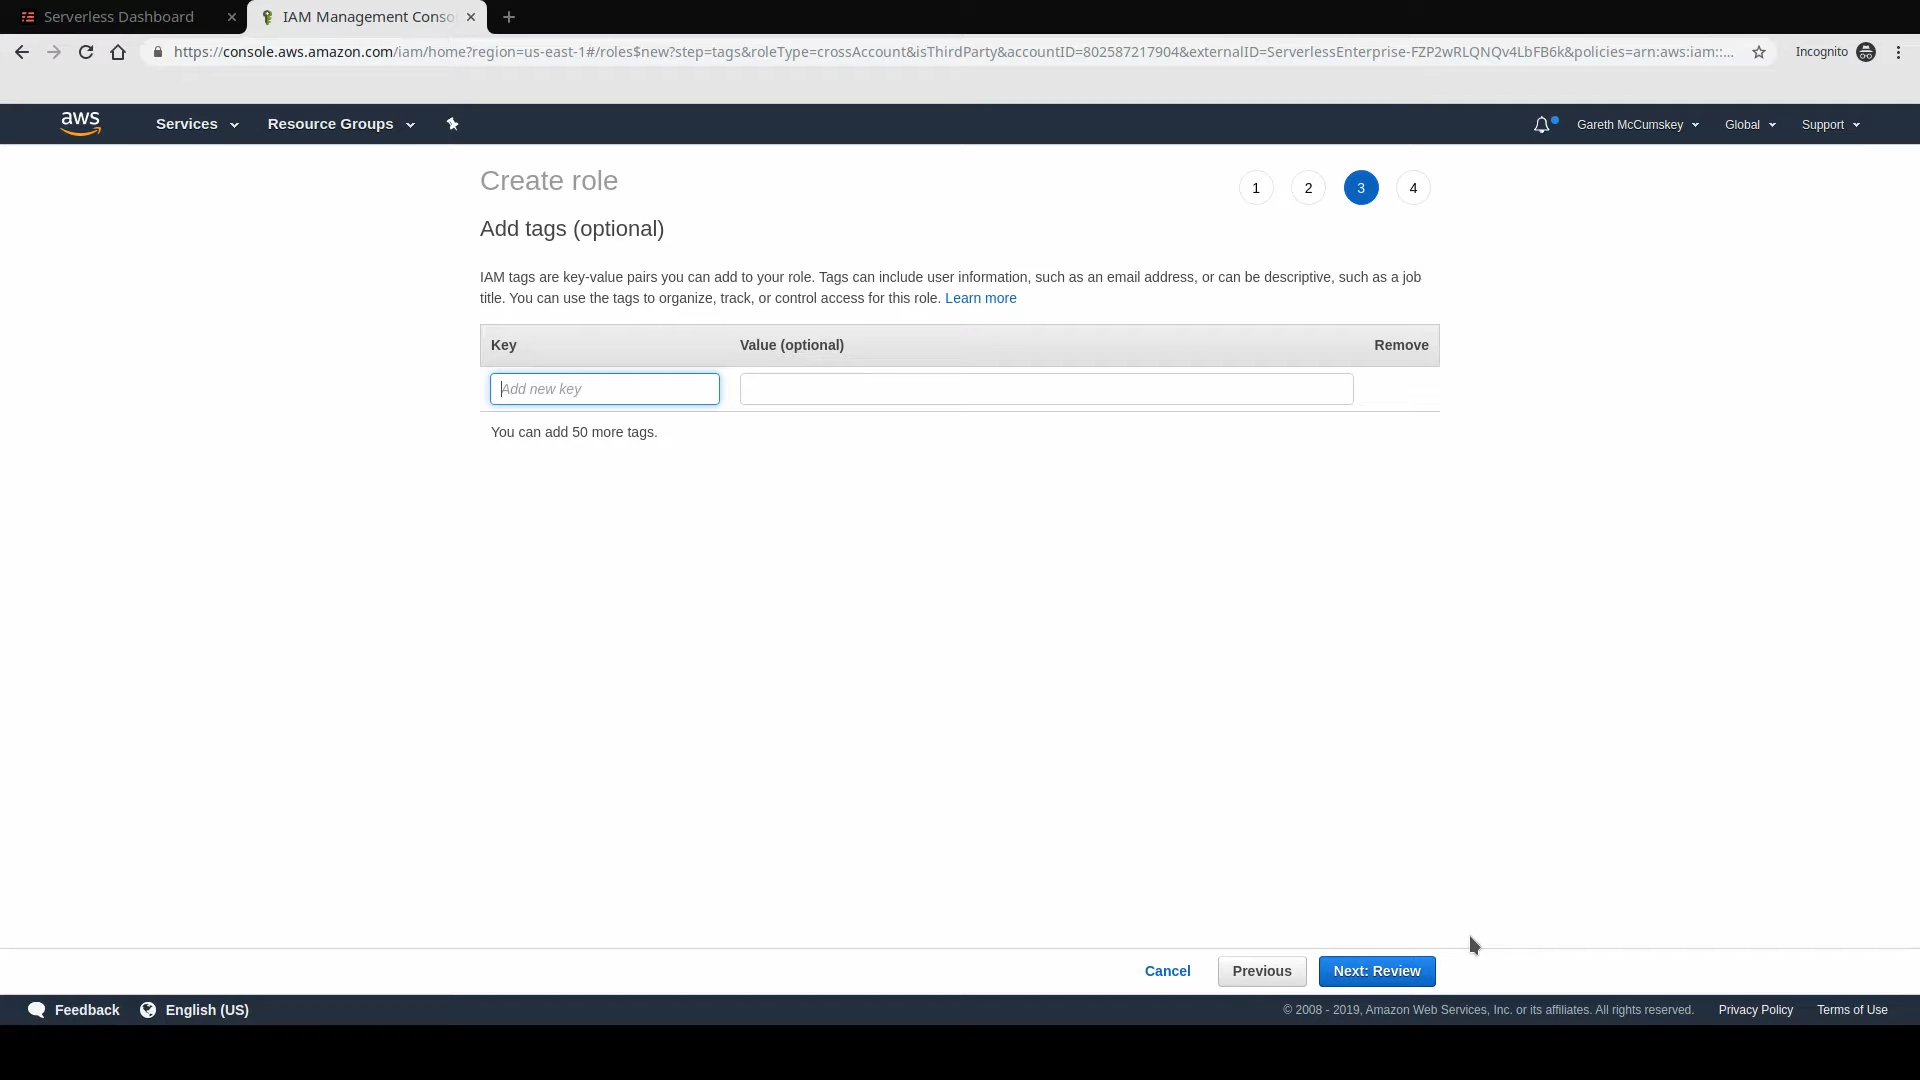 Serverless Dashboard
IAM Management Conso
https://console.aws.amazon.com/iam/home?region=us-east-1#/roles$new?step=tags&roleType=crossAccount&isThirdParty&accountID=802587217904&externalID=ServerlessEnterprise-FZP2wRLQNQv4LbFB6k&policies=arn:aws:iam::...
Incognito
aws
Services
Resource Groups
Gareth McCumskey
Global
Support
Create role
1
2
3
4
Add tags (optional)
IAM tags are key-value pairs you can add to your role. Tags can include user information, such as an email address, or can be descriptive, such as a job
title. You can use the tags to organize, track, or control access for this role. Learn more
Key
Value (optional)
Remove
Add new key
You can add 50 more tags.
Cancel
Previous
Next: Review
Feedback
English (US)
© 2008 - 2019, Amazon Web Services, Inc. or its affiliates. All rights reserved.
Privacy Policy
Terms of Use